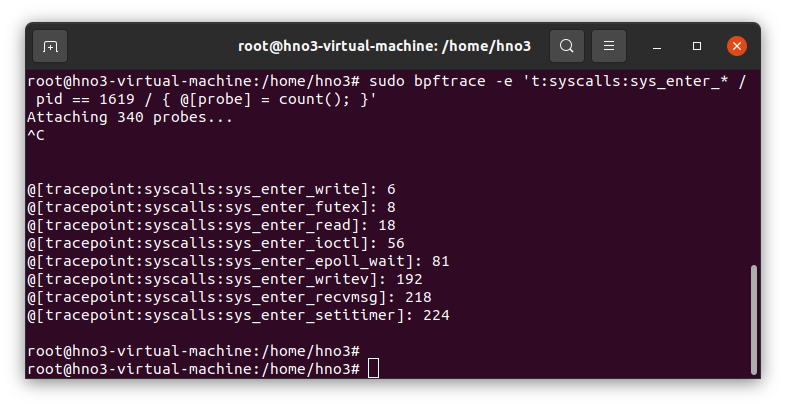 root@hno3-virtual-machine: /home/hno3
root@hno3-virtual-machine:/home/hno3# sudo bpftrace -e 't:syscalls:sys_enter_* /
 pid == 1619 / { @[probe] = count(); }'
Attaching 340 probes...
^C
@[tracepoint:syscalls:sys_enter_write]: 6
@[tracepoint:syscalls:sys_enter_futex]: 8
@[tracepoint:syscalls:sys_enter_read]: 18
@[tracepoint:syscalls:sys_enter_ioctl]: 56
@[tracepoint:syscalls:sys_enter_epoll_wait]: 81
@[tracepoint:syscalls:sys_enter_writev]: 192
@[tracepoint:syscalls:sys_enter_recvmsg]: 218
@[tracepoint:syscalls:sys_enter_setitimer]: 224
root@hno3-virtual-machine:/home/hno3#
root@hno3-virtual-machine:/home/hno3#